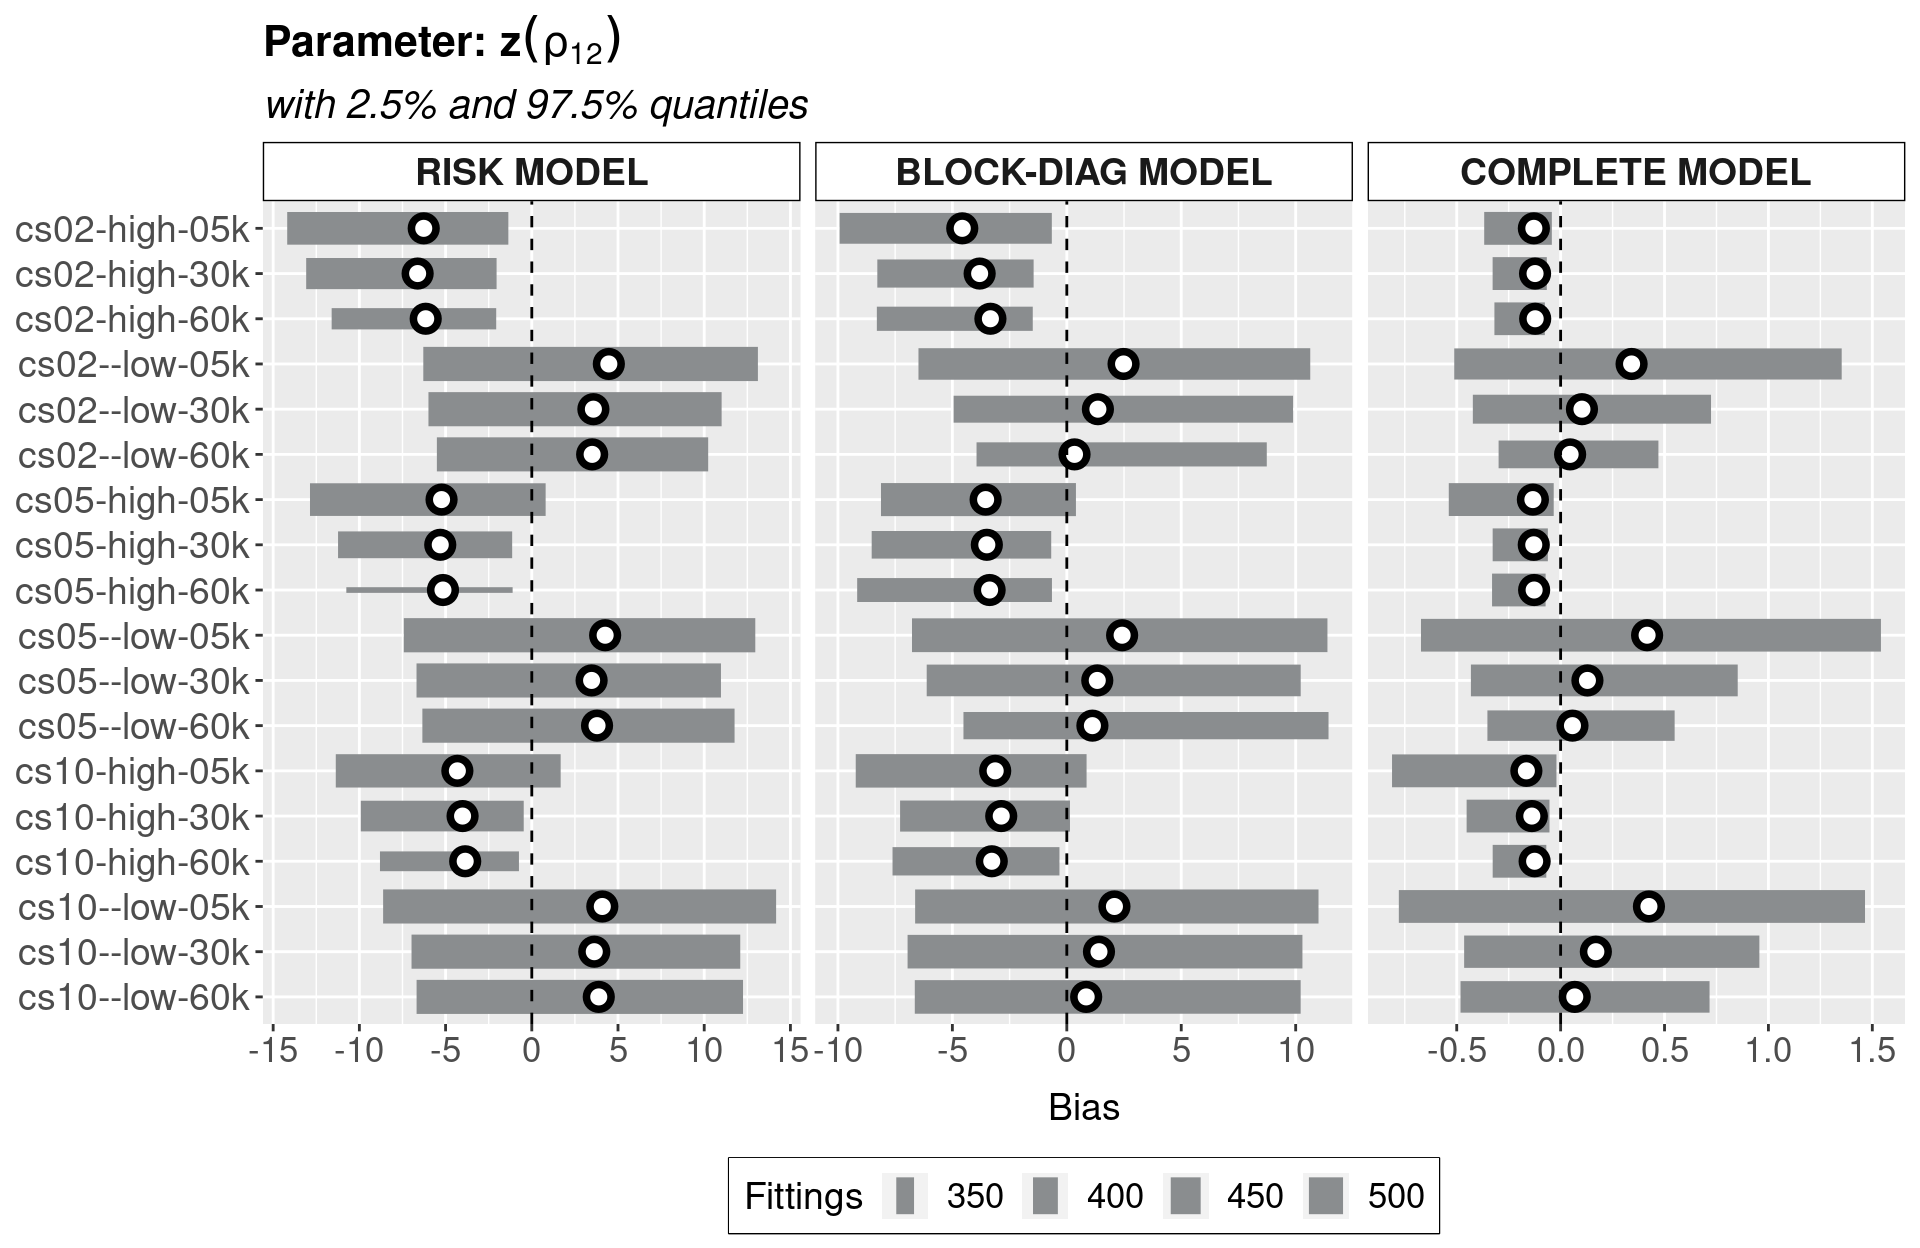 Parameter: z(ρ12)
with 2.5% and 97.5% quantiles
RISK MODEL BLOCK-DIAG MODEL COMPLETE MODEL
cs02-high-05k
cs02-high-30k
cs02-high-60k
cs02--low-05k
cs02--low-30k
cs02--low-60k
cs05-high-05k
cs05-high-30k
cs05-high-60k
cs05--low-05k
cs05--low-30k
cs05--low-60k
cs10-high-05k
cs10-high-30k
cs10-high-60k
cs10--low-05k
cs10--low-30k
cs10--low-60k
-15 -10 -5 0 5 10 15 -10 -5 0 5 10 -0.5 0.0 0.5 1.0 1.5
Bias
Fittings 350 400 450 500